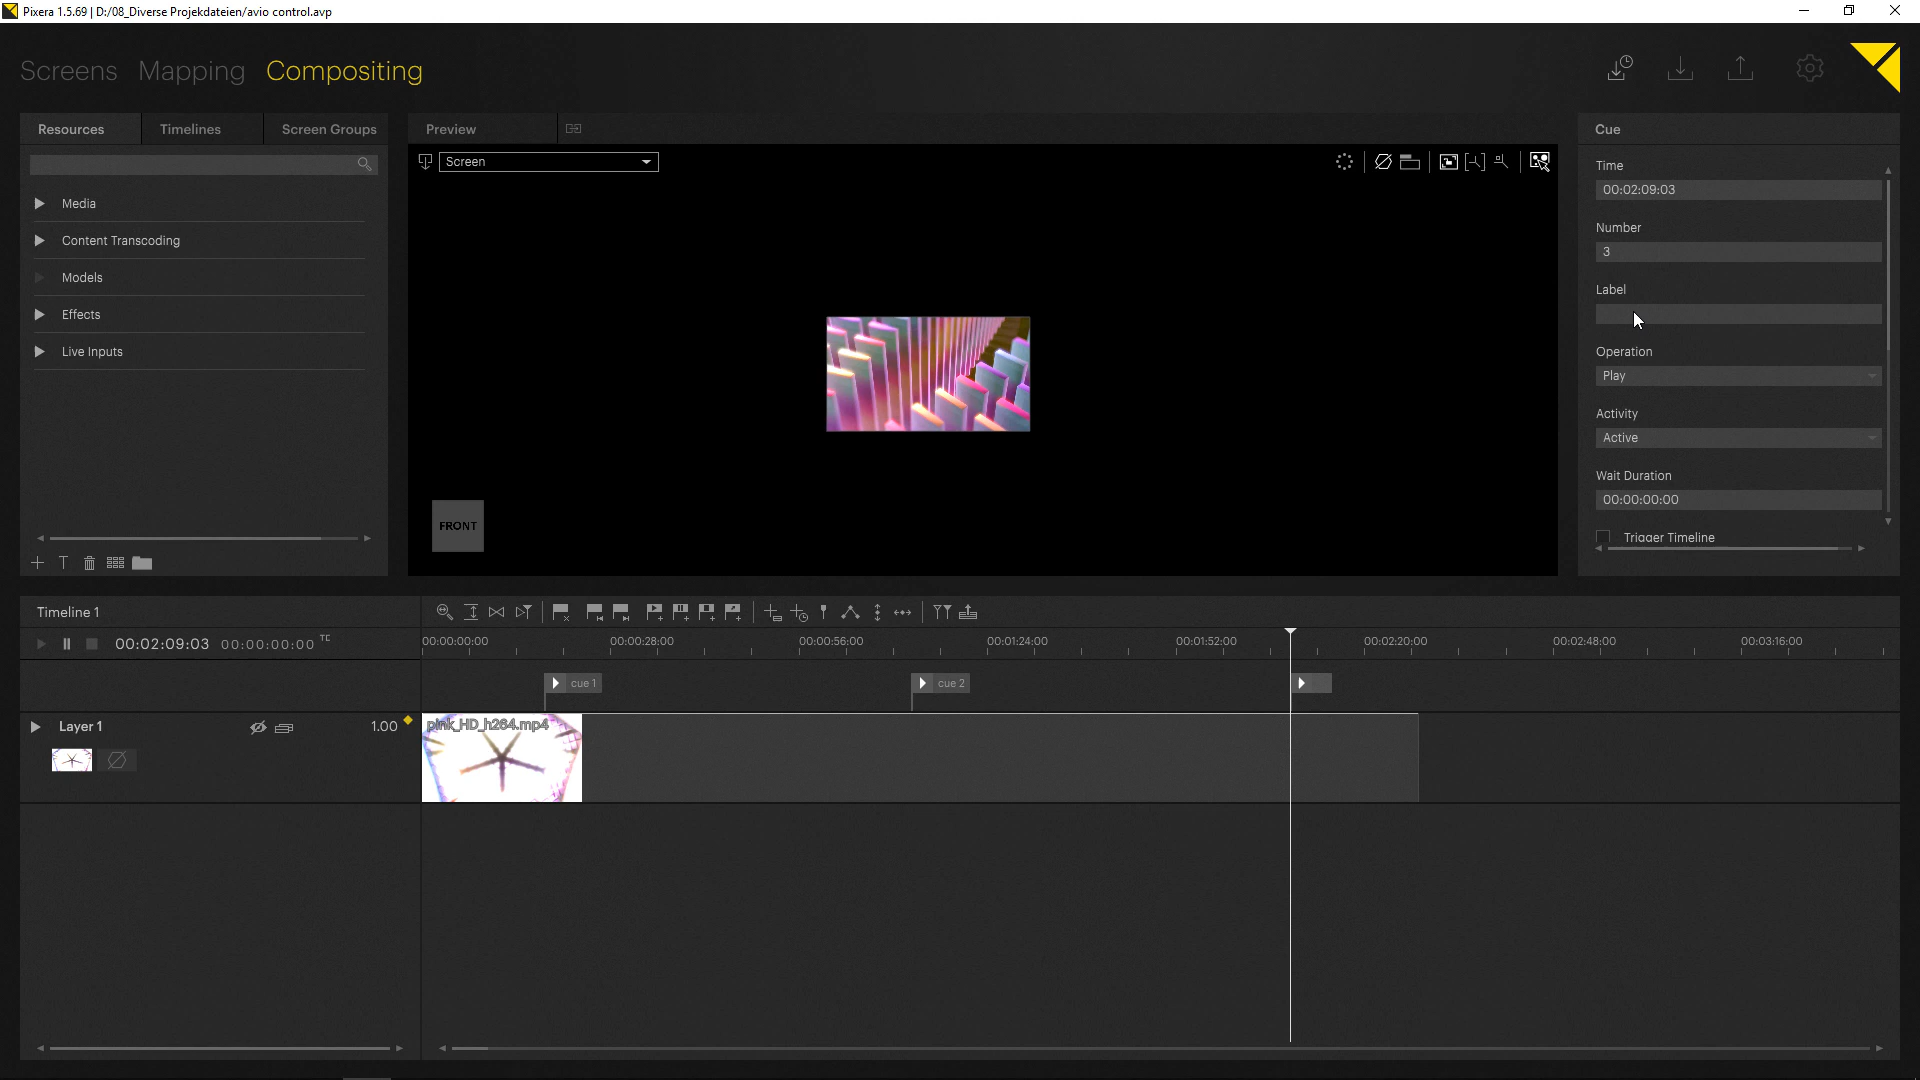 Pixera 1.5.69 | D:/08_Diverse Projekdateien/avio control.avp
Screens Mapping Compositing
Resources Timelines Screen Groups
Preview
Cue
Screen
Media
Content Transcoding
Models
Effects
Live Inputs
T
FRONT
Time
00:02:09:03
Number
3
Label
Operation
Play
Activity
Active
Wait Duration
00:00:00:00
Trigger Timeline
Timeline 1
00:02:09:03 00:00:00:00 TC
00:00:00:00 00:00:28:00 00:00:56:00 00:01:24:00 00:01:52:00 00:02:20:00 00:02:48:00 00:03:16:00
cue 1 cue 2
Layer 1 1.00
pink_HD_h264.mp4